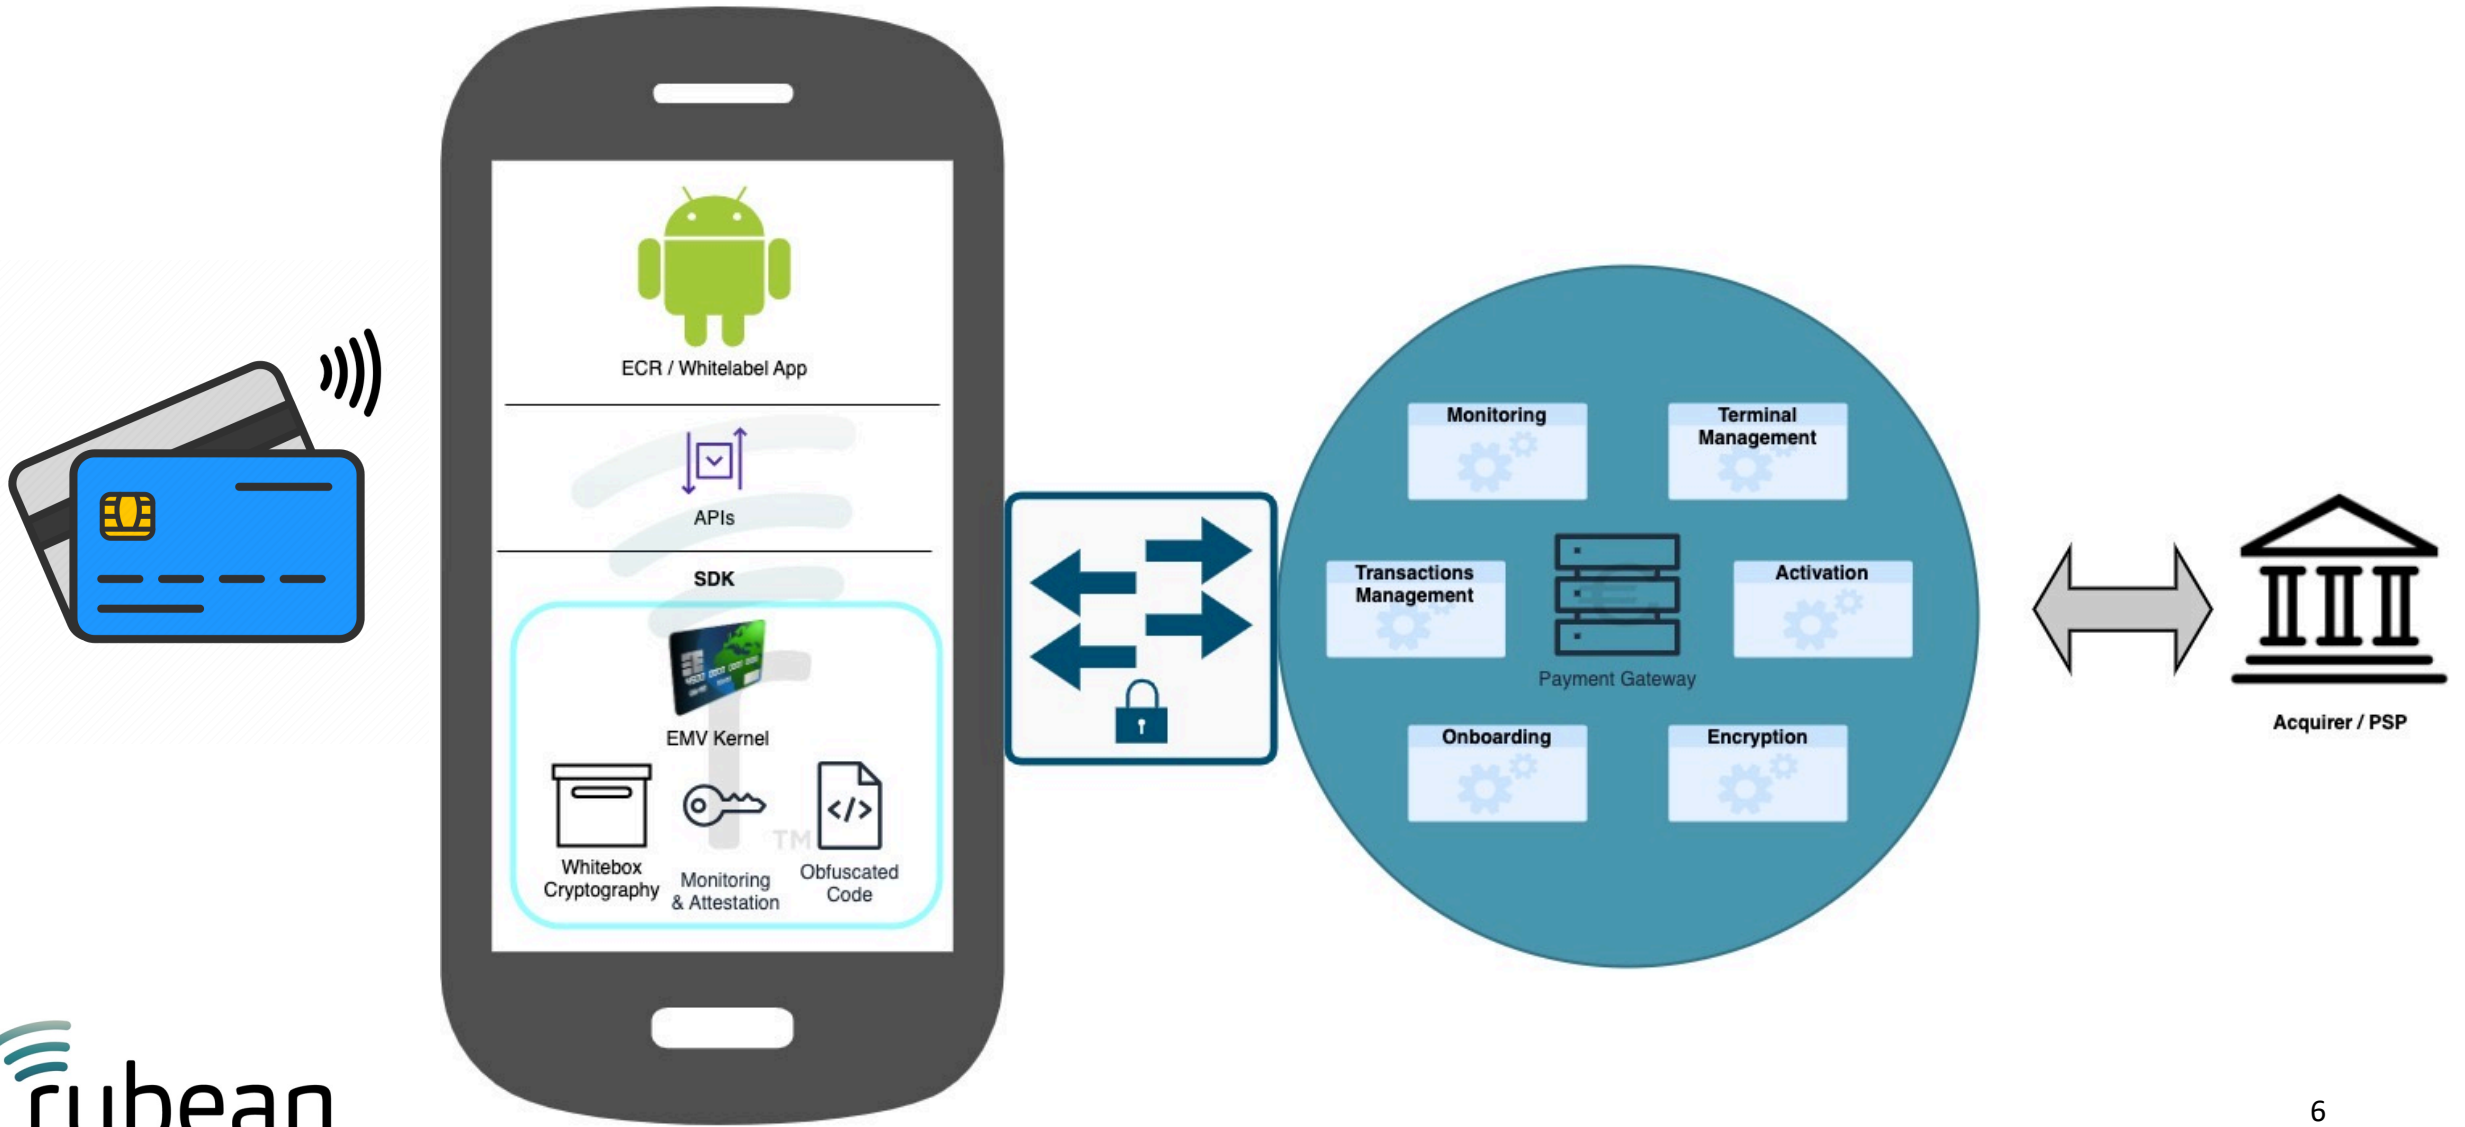 ECR / Whitelabel App
APIs
SDK
EMV Kernel
Whitebox
Cryptography
Monitoring
& Attestation
TM
Obfuscated
Code
Monitoring
Terminal
Management
Transactions
Management
Payment Gateway
Activation
Onboarding
Encryption
Acquirer / PSP
rubean
6